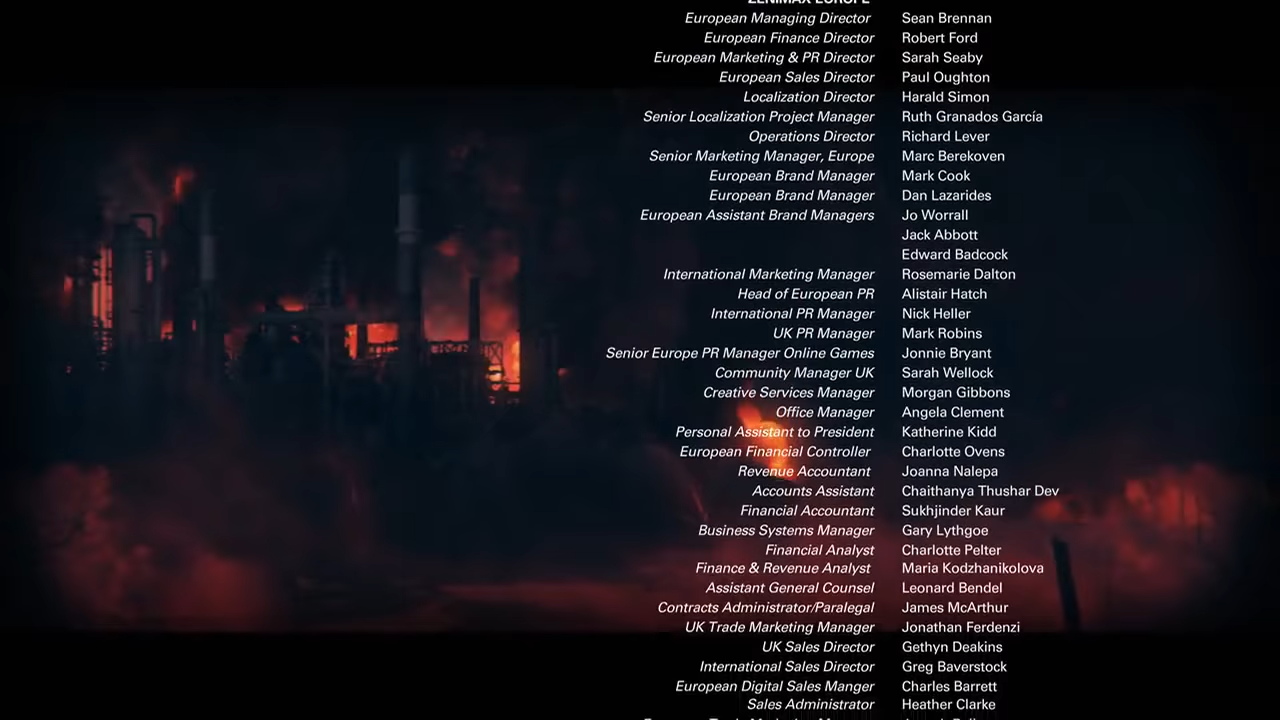 ZENIMAX EUROPE
European Managing Director Sean Brennan
European Finance Director Robert Ford
European Marketing & PR Director Sarah Seaby
European Sales Director Paul Oughton
Localization Director Harald Simon
Senior Localization Project Manager Ruth Granados García
Operations Director Richard Lever
Senior Marketing Manager, Europe Marc Berekoven
European Brand Manager Mark Cook
European Brand Manager Dan Lazarides
European Assistant Brand Managers Jo Worrall
Jack Abbott
Edward Badcock
International Marketing Manager Rosemarie Dalton
Head of European PR Alistair Hatch
International PR Manager Nick Heller
UK PR Manager Mark Robins
Senior Europe PR Manager Online Games Jonnie Bryant
Community Manager UK Sarah Wellock
Creative Services Manager Morgan Gibbons
Office Manager Angela Clement
Personal Assistant to President Katherine Kidd
European Financial Controller Charlotte Ovens
Revenue Accountant Joanna Nalepa
Accounts Assistant Chaithanya Thushar Dev
Financial Accountant Sukhjinder Kaur
Business Systems Manager Gary Lythgoe
Financial Analyst Charlotte Pelter
Finance & Revenue Analyst Maria Kodzhanikolova
Assistant General Counsel Leonard Bendel
Contracts Administrator/Paralegal James McArthur
UK Trade Marketing Manager Jonathan Ferdenzi
UK Sales Director Gethyn Deakins
International Sales Director Greg Baverstock
European Digital Sales Manger Charles Barrett
Sales Administrator Heather Clarke